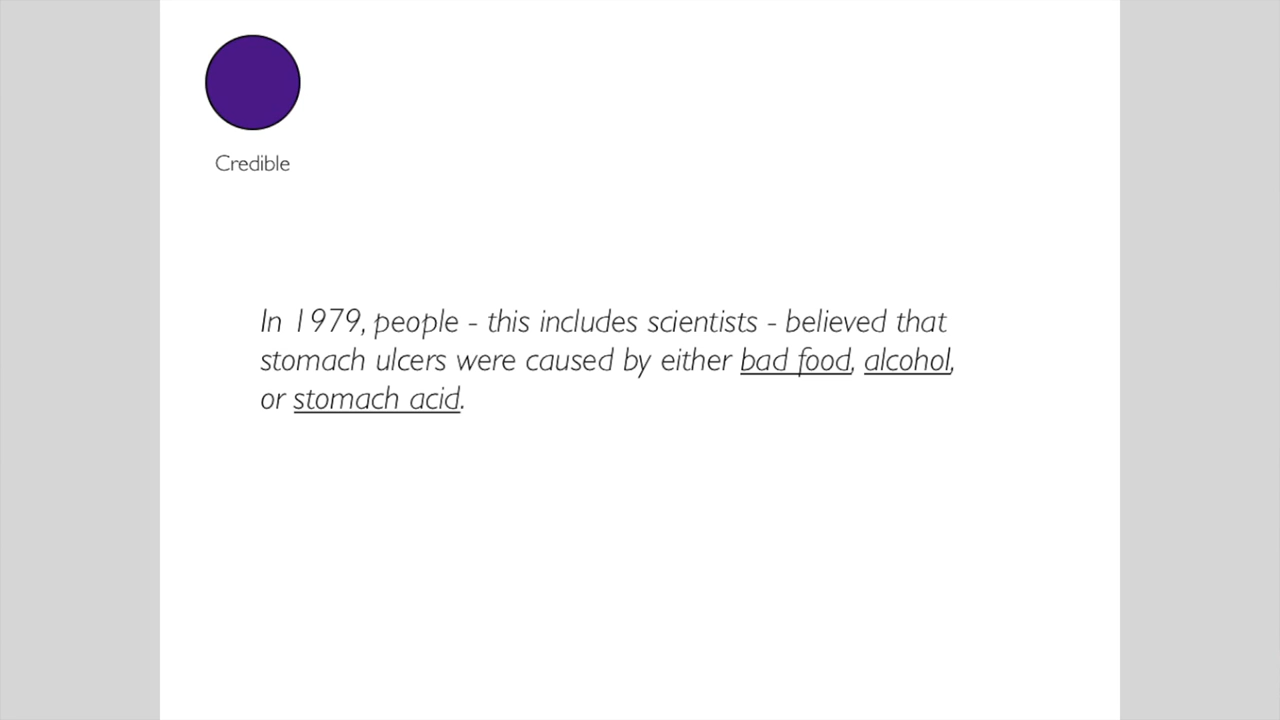 Credible
In 1979, people - this includes scientists - believed that
stomach ulcers were caused by either bad food, alcohol,
or stomach acid.